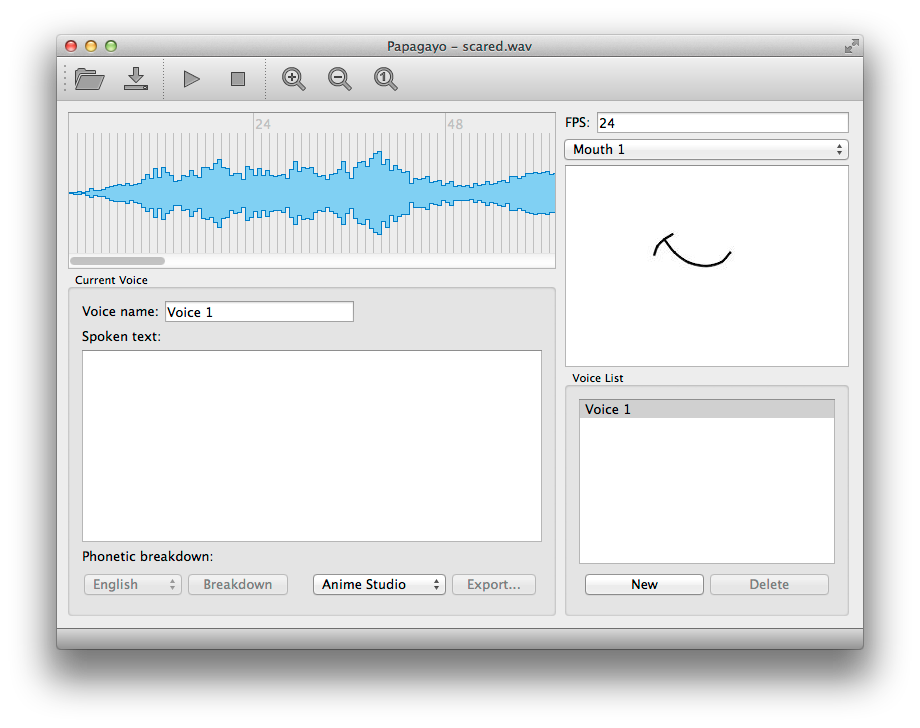 Papagayo – scared.wav
1
24 48
FPS: 24
Mouth 1
Current Voice
Voice name: Voice 1
Spoken text:
Phonetic breakdown:
English Breakdown Anime Studio Export...
Voice List
Voice 1
New Delete